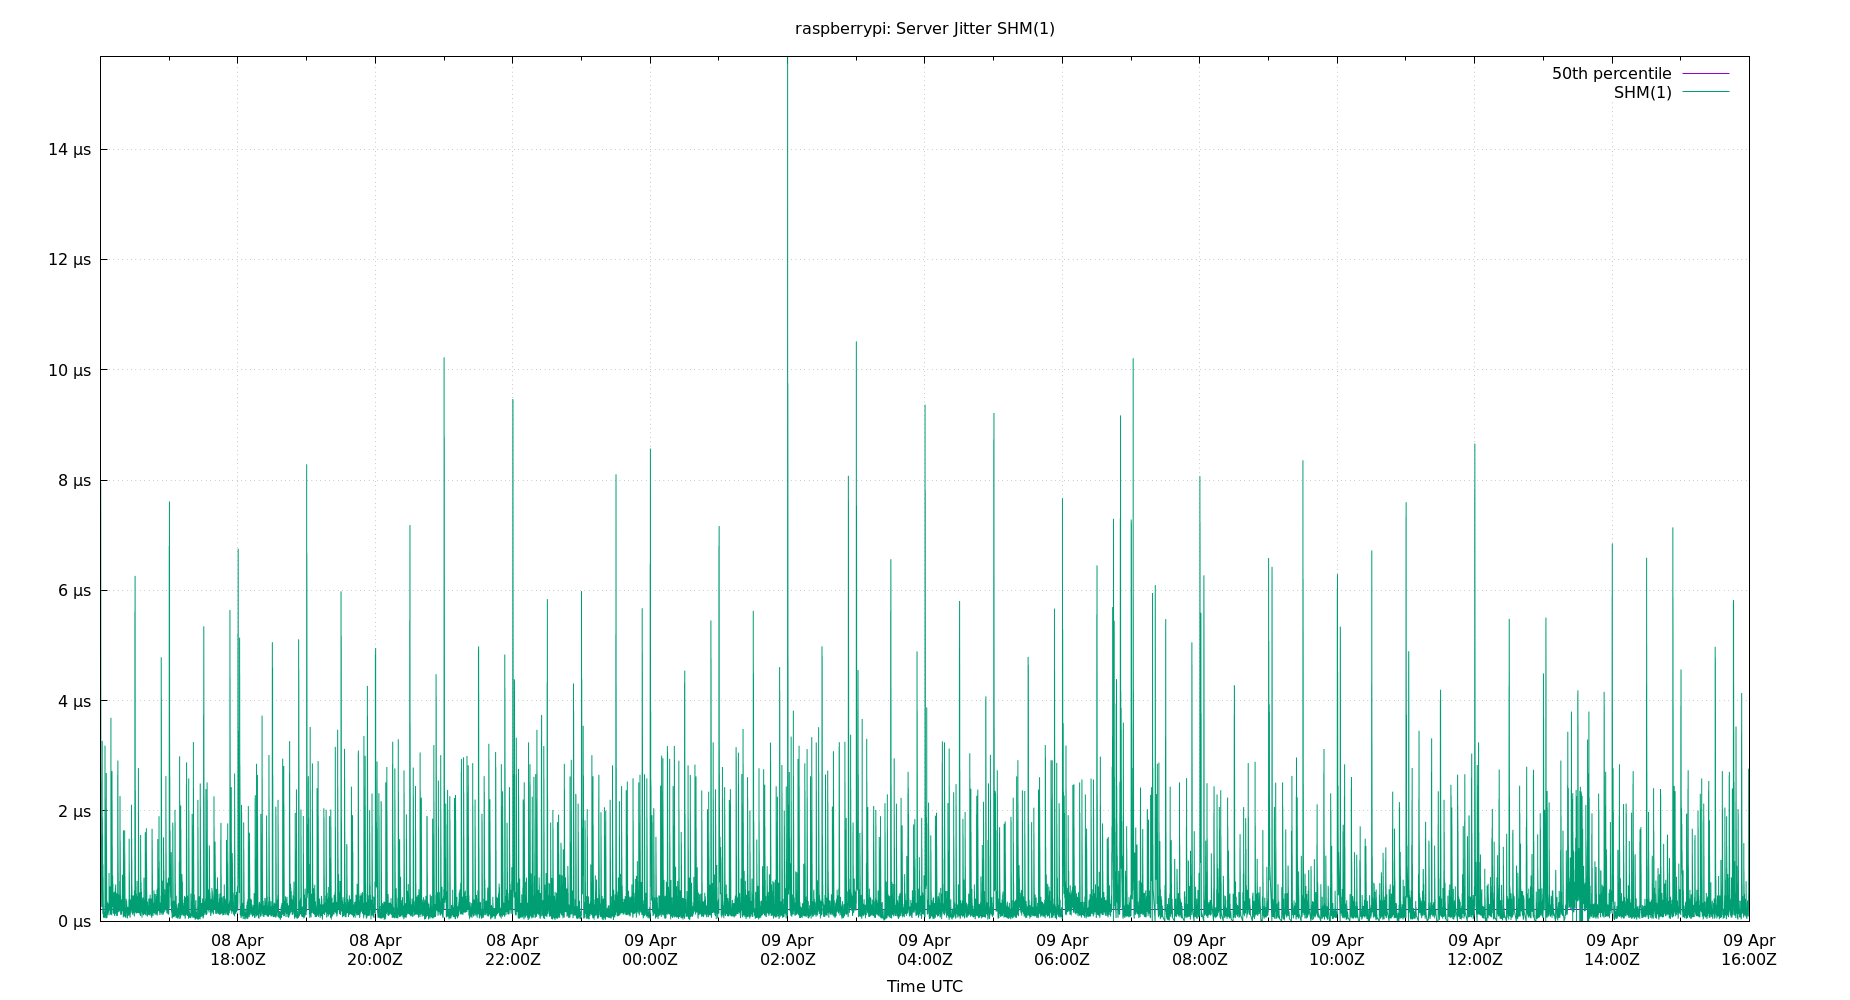 raspberrypi: Server Jitter SHM(1)
50th percentile
SHM(1)
14 µs
12 µs
10 µs
8 µs
6 µs
4 µs
2 µs
0 µs
08 Apr 08 Apr 08 Apr 09 Apr 09 Apr 09 Apr 09 Apr 09 Apr 09 Apr 09 Apr 09 Apr 09 Apr
18:00Z 20:00Z 22:00Z 00:00Z 02:00Z 04:00Z 06:00Z 08:00Z 10:00Z 12:00Z 14:00Z 16:00Z
Time UTC